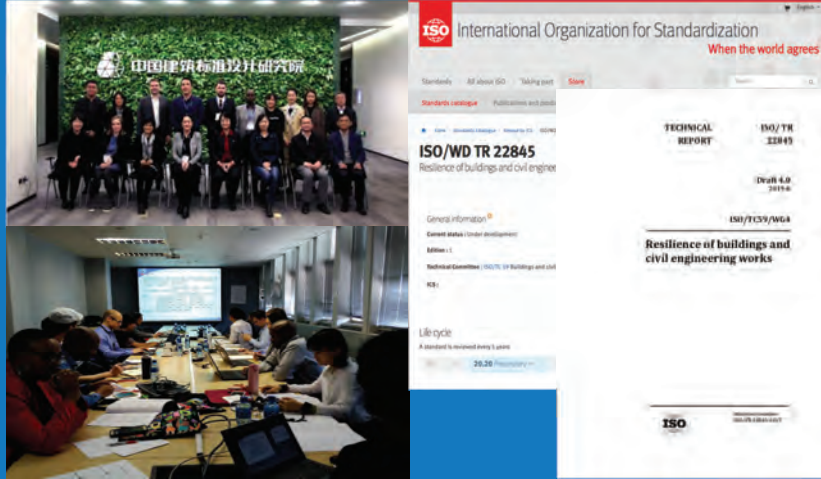 中国建筑标准设计研究院
ISO
International Organization for Standardization
When the world agrees
English
Standards All about ISO Taking part Store
Search
Standards catalogue Publications and
ISO/WD TR 22845
Resilience of buildings and civil
General information
Current status : Under development
Edition : 1
Technical Committee : ISO/TC 59 Buildings and
ICS :
Life cycle
A standard is reviewed every 5 years
20.20
TECHNICAL REPORT
ISO/TR 22845
Draft 4.0
ISO/TC59/WG4
Resilience of buildings and
civil engineering works
ISO